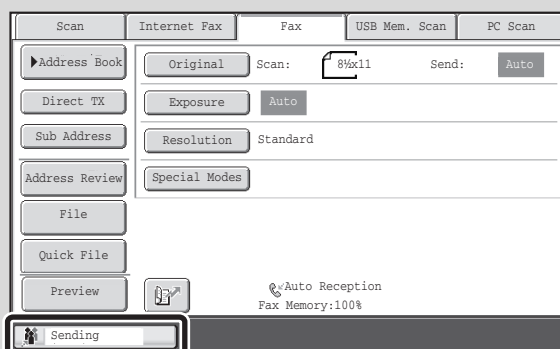 Scan Internet Fax Fax USB Mem. Scan PC Scan
Address Book Original Scan: 8½x11 Send: Auto
Direct TX Exposure Auto
Sub Address Resolution Standard
Address Review Special Modes
File
Quick File
Preview Auto Reception
Fax Memory:100%
Sending